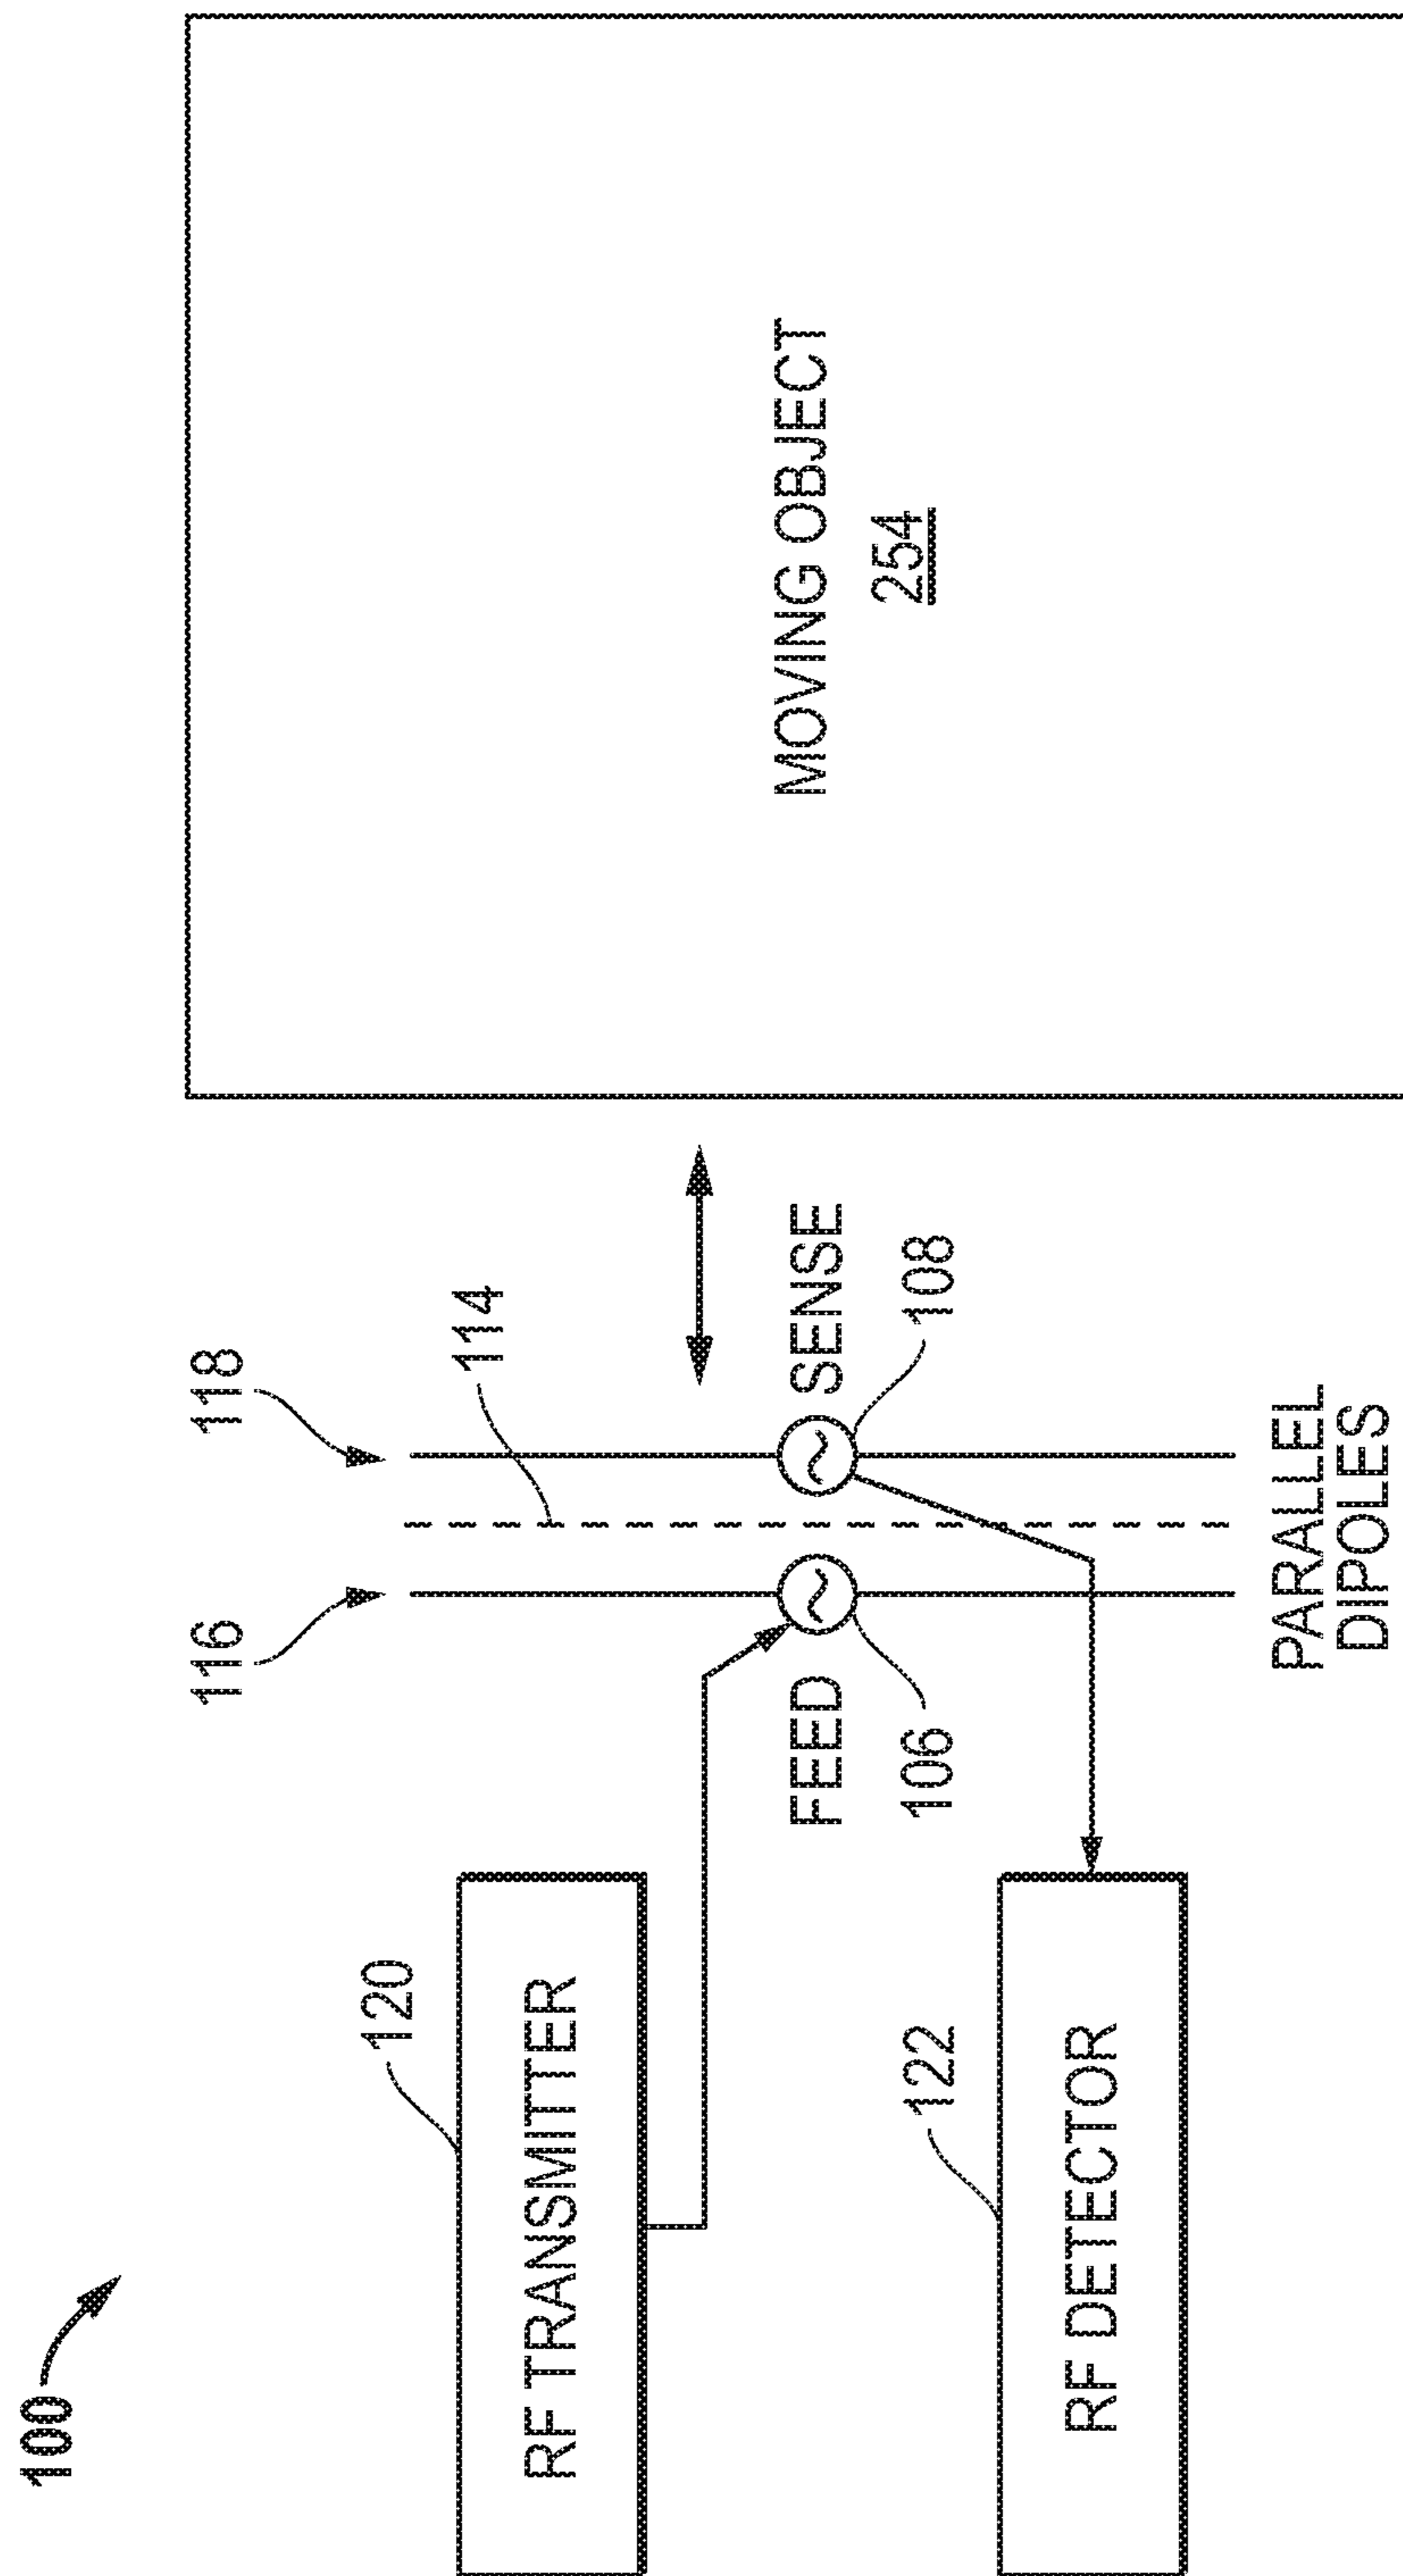 100
120
RF TRANSMITTER
122
RF DETECTOR
116
118
114
FEED
106
SENSE
108
PARALLEL
DIPOLES
MOVING OBJECT
254